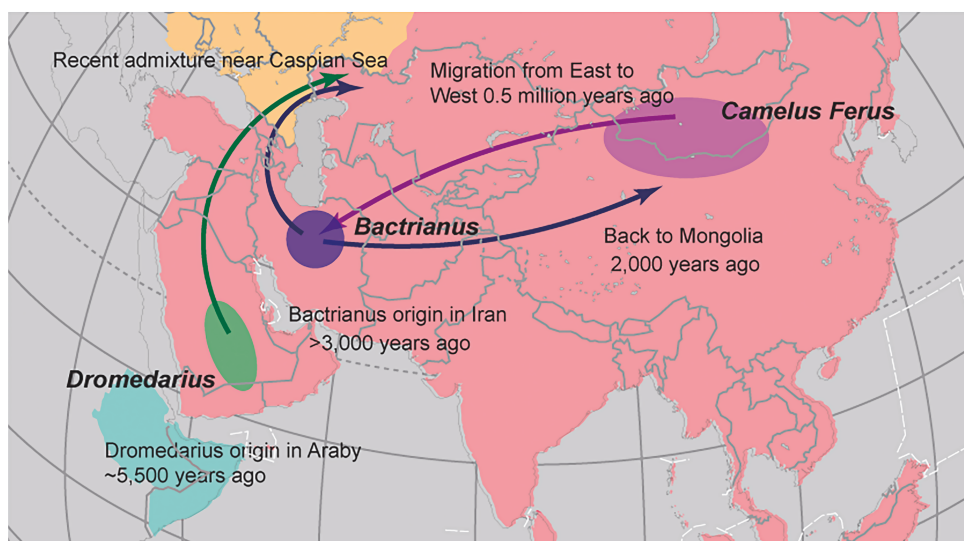 Recent admixture near Caspian Sea
Migration from East to
West 0.5 million years ago
Camelus Ferus
Bactrianus
Back to Mongolia
2,000 years ago
Bactrianus origin in Iran
>3,000 years ago
Dromedarius
Dromedarius origin in Araby
~5,500 years ago